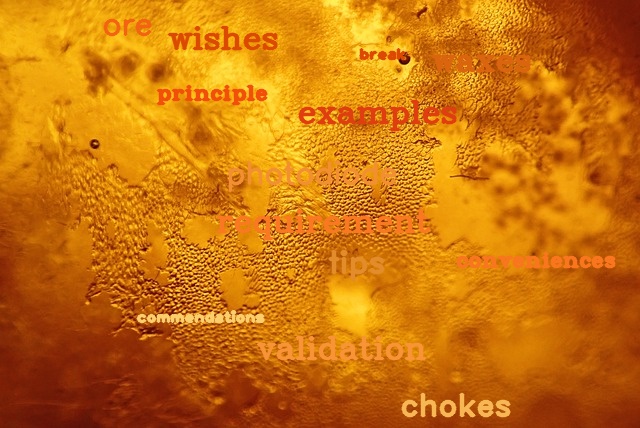 ore
wishes
break
waxes
principle
examples
photodiode
requirement
tips
conveniences
commendations
validation
chokes